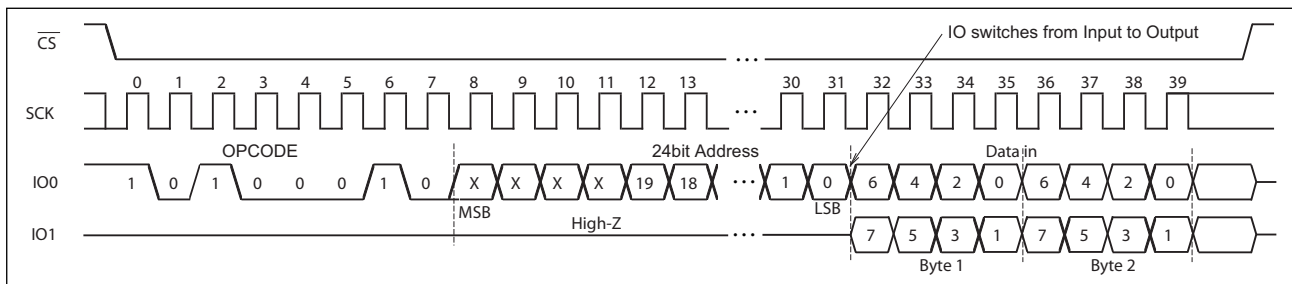 CS
IO switches from Input to Output
...
0 1 2 3 4 5 6 7 8 9 10 11 12 13 30 31 32 33 34 35 36 37 38 39
SCK
...
OPCODE 24bit Address Data in
IO0 1 0 1 0 0 0 1 0 X X X X 19 18 ... 1 0 6 4 2 0 6 4 2 0
MSB LSB
High-Z
IO1 ... 7 5 3 1 7 5 3 1
Byte 1 Byte 2